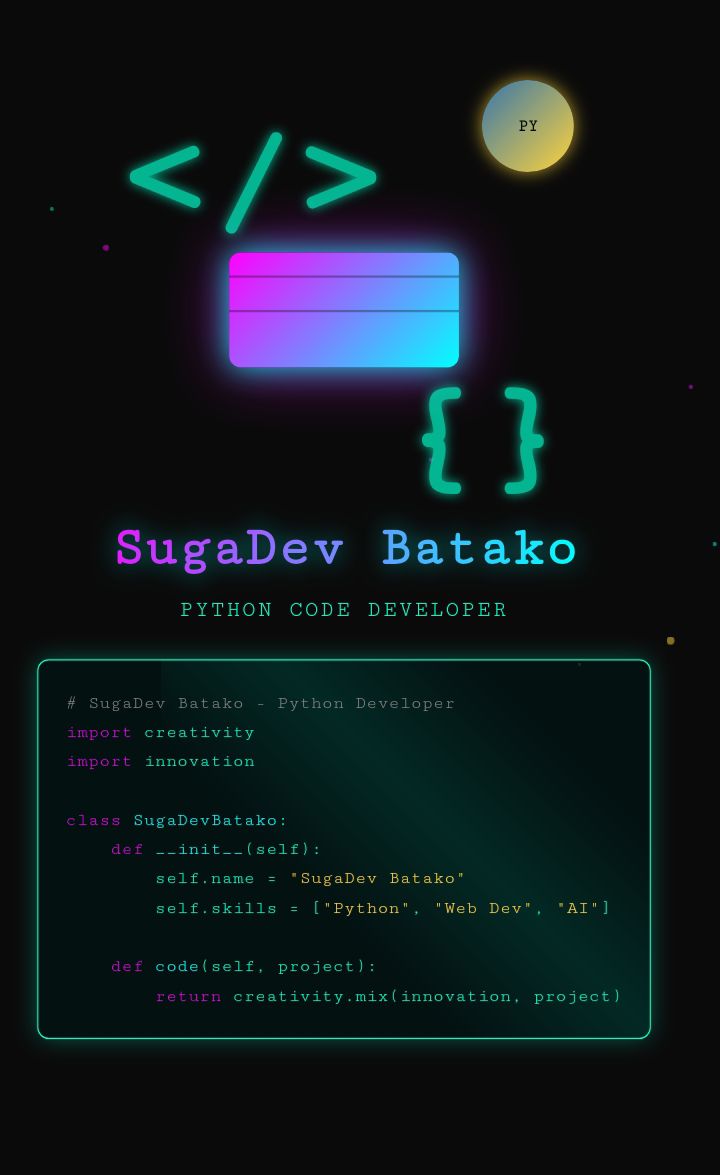 PY
</>
{ }
SugaDev Batako
PYTHON CODE DEVELOPER
# SugaDev Batako - Python Developer
import creativity
import innovation
class SugaDevBatako:
    def __init__(self):
        self.name = "SugaDev Batako"
        self.skills = ["Python", "Web Dev", "AI"]
    def code(self, project):
        return creativity.mix(innovation, project)